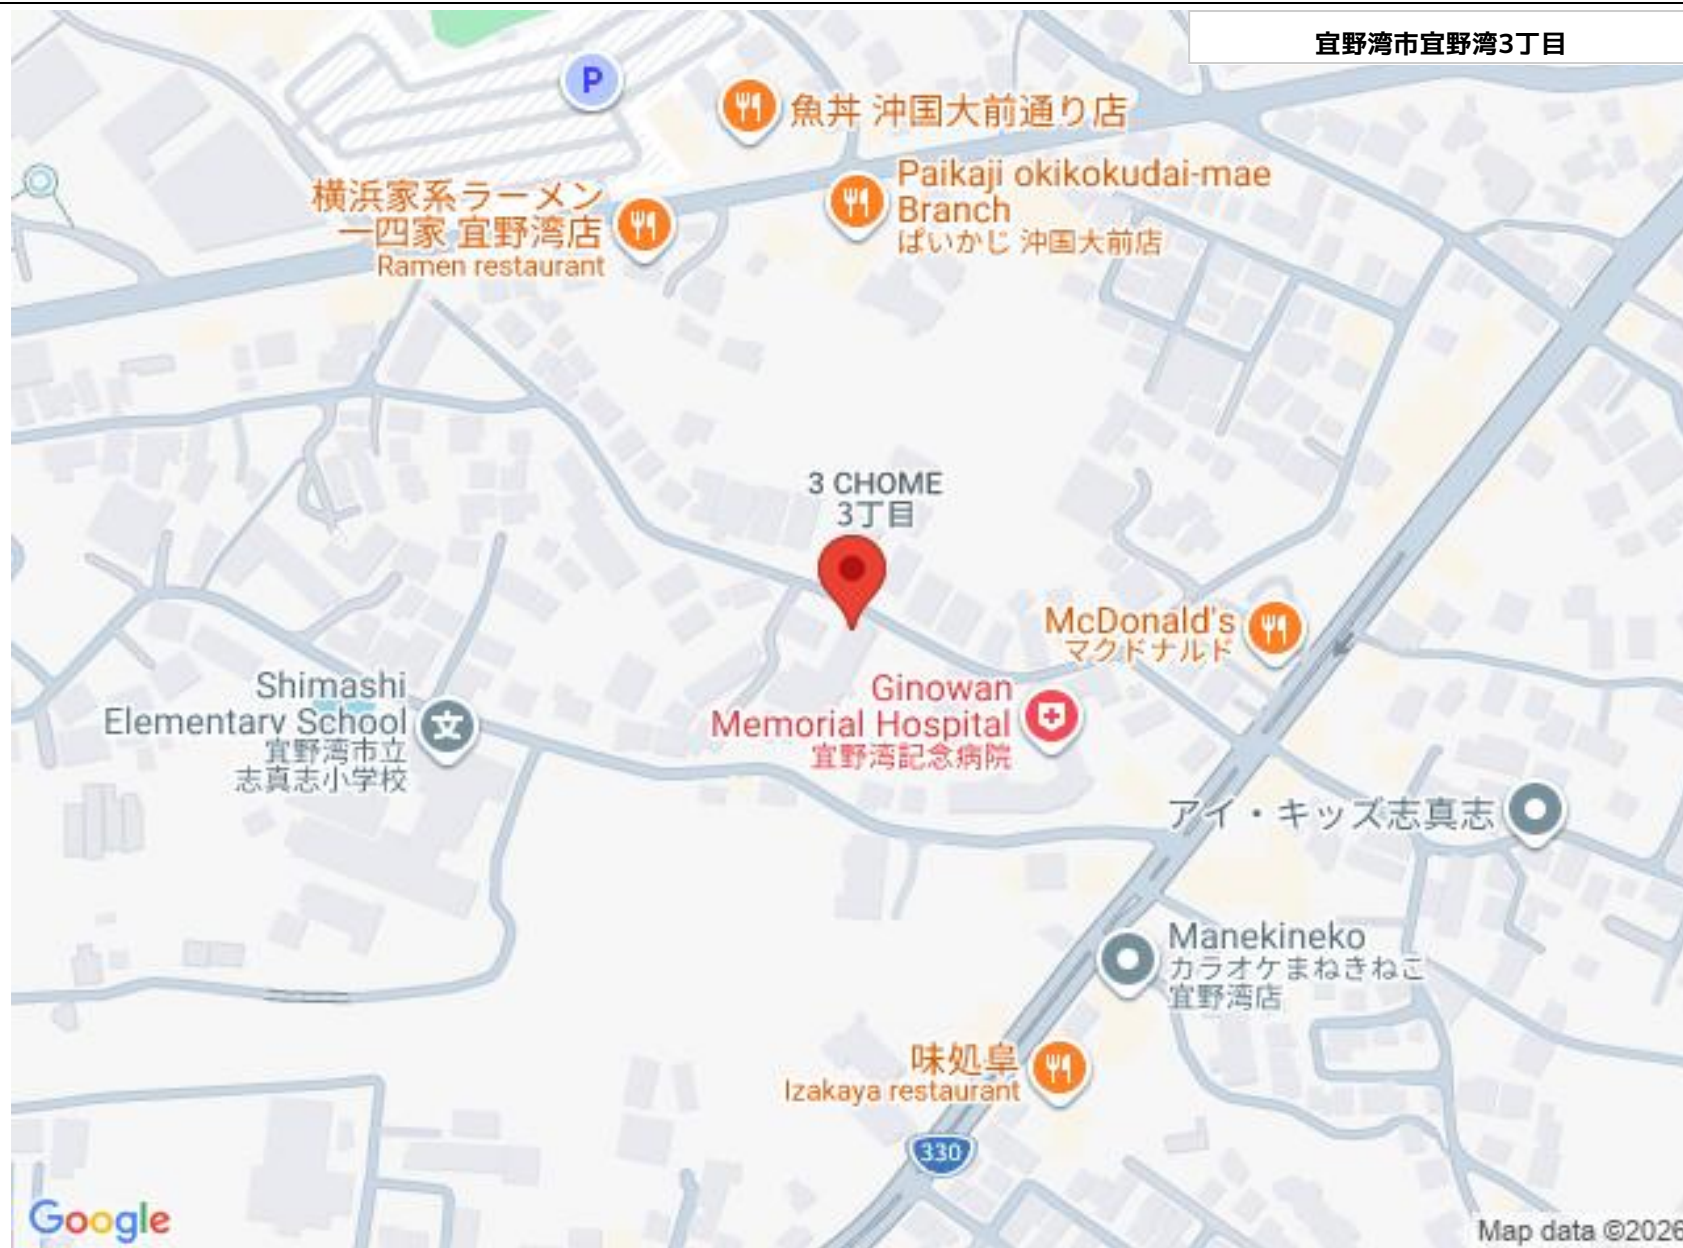 宜野湾市宜野湾3丁目
P
魚丼 沖国大前通り店
Paikaji okikokudai-mae
Branch
ぱいかじ 沖国大前店
横浜家系ラーメン
一四家 宜野湾店
Ramen restaurant
3 CHOME
3丁目
McDonald's
マクドナルド
Shimashi
Elementary School
宜野湾市立
志真志小学校
文
Ginowan
Memorial Hospital
宜野湾記念病院
アイ・キッズ志真志
Manekineko
カラオケまねきねこ
宜野湾店
味処阜
Izakaya restaurant
330
Google
Map data ©2026